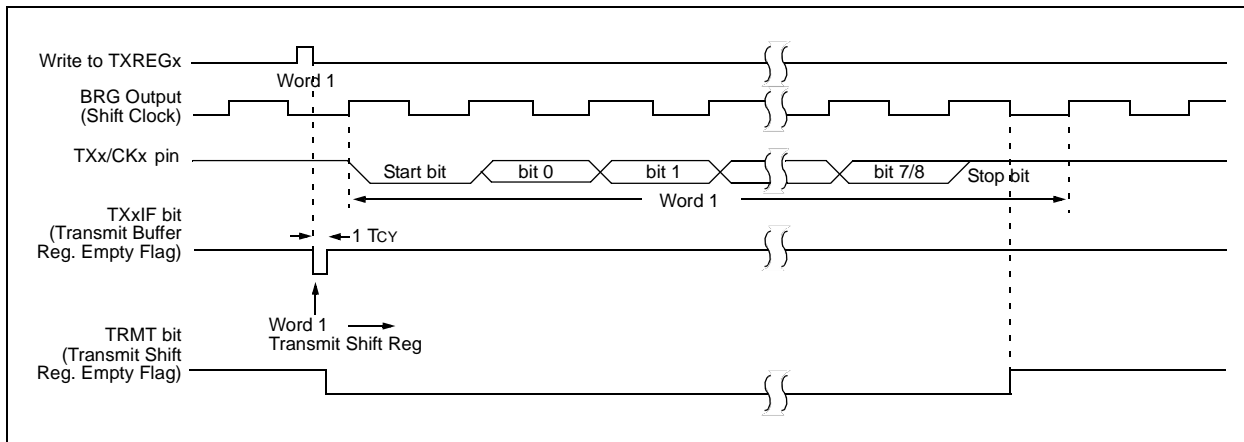 Write to TXREGx
Word 1
BRG Output
(Shift Clock)
TXx/CKx pin
Start bit
bit 0
bit 1
bit 7/8
Stop bit
Word 1
TXxIF bit
(Transmit Buffer
Reg. Empty Flag)
1 TCY
Word 1
Transmit Shift Reg
TRMT bit
(Transmit Shift
Reg. Empty Flag)